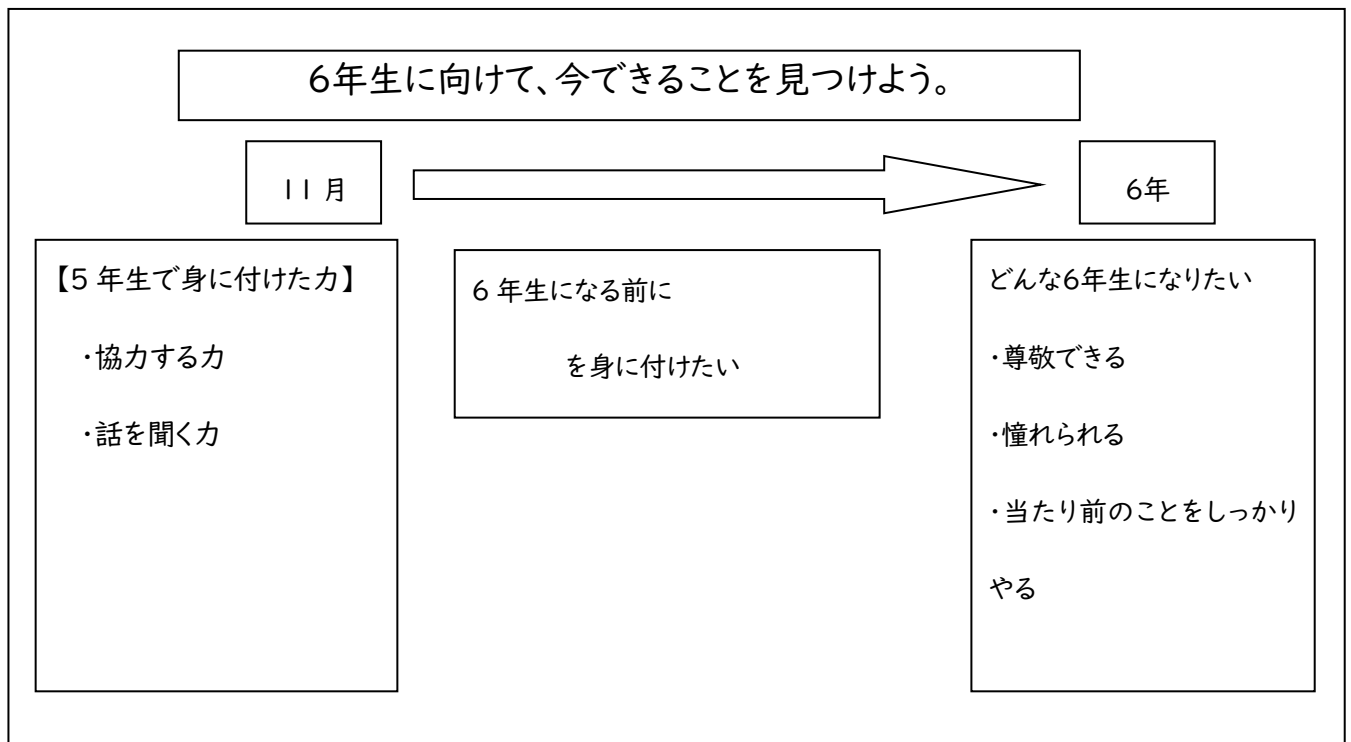 6年生に向けて、今できることを見つけよう。
11月
6年
【5年生で身に付けた力】
・協力する力
・話を聞く力
6年生になる前に
を身に付けたい
どんな6年生になりたい
・尊敬できる
・憧れられる
・当たり前のことをしっかり
やる